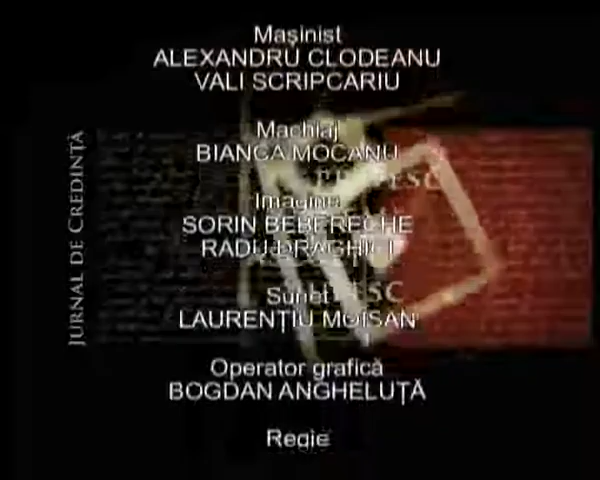 Mașinist
ALEXANDRU CLODEANU
VALI SCRIPCARIU
Machiaj
BIANCA MOCANU
Imagine
SORIN BEBERECHE
RADU DRAGHICI
Sunet
LAURENȚIU MOISAN
Operator grafică
BOGDAN ANGHELUȚĂ
Regie
JURNAL DE CREDINȚĂ